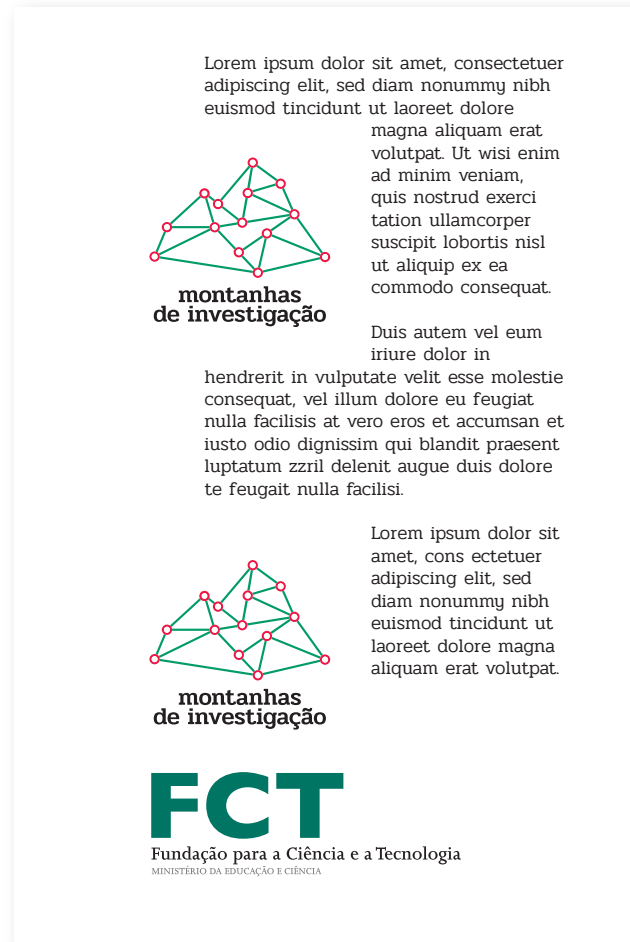 Lorem ipsum dolor sit amet, consectetuer
adipiscing elit, sed diam nonummy nibh
euismod tincidunt ut laoreet dolore
magna aliquam erat
volutpat. Ut wisi enim
ad minim veniam,
quis nostrud exerci
tation ullamcorper
suscipit lobortis nisl
ut aliquip ex ea
commodo consequat.
montanhas
de investigação
Duis autem vel eum
iriure dolor in
hendrerit in vulputate velit esse molestie
consequat, vel illum dolore eu feugiat
nulla facilisis at vero eros et accumsan et
iusto odio dignissim qui blandit praesent
luptatum zzril delenit augue duis dolore
te feugait nulla facilisi.
Lorem ipsum dolor sit
amet, cons ectetuer
adipiscing elit, sed
diam nonummy nibh
euismod tincidunt ut
laoreet dolore magna
aliquam erat volutpat.
montanhas
de investigação
FCT
Fundação para a Ciência e a Tecnologia
MINISTÉRIO DA EDUCAÇÃO E CIÊNCIA